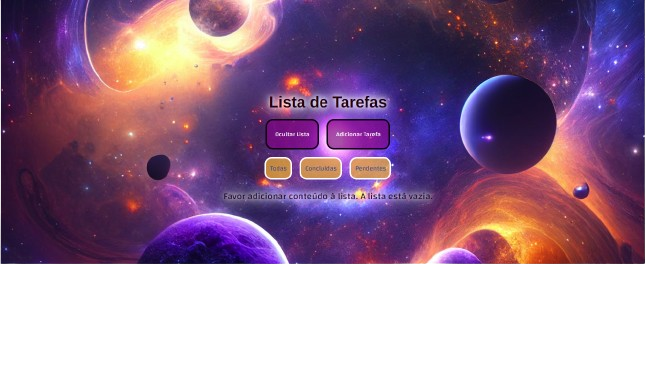 Lista de Tarefas
Ocultar Lista Adicionar Tarefa
Todas Concluídas Pendentes
Favor adicionar conteúdo à lista. A lista está vazia.